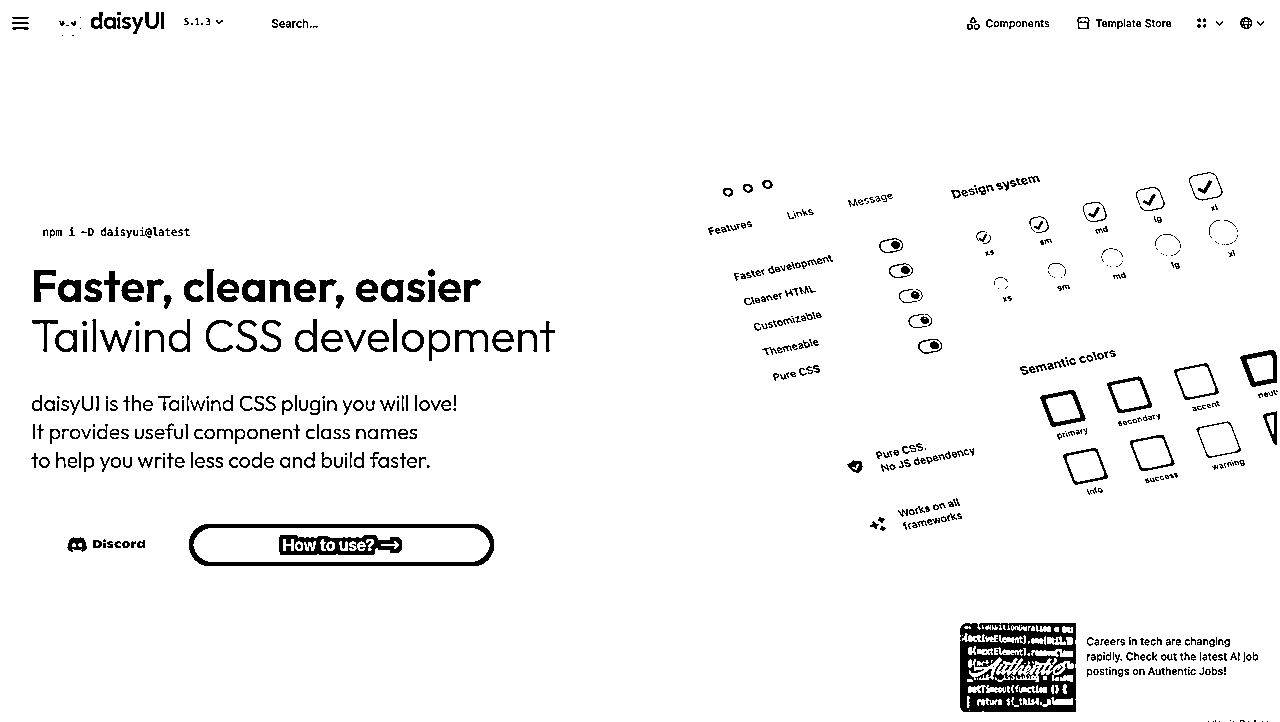 daisyUI 5.1.3 Search... Components Template Store
npm i -D daisyui@latest
Faster, cleaner, easier
Tailwind CSS development
daisyUI is the Tailwind CSS plugin you will love!
It provides useful component class names
to help you write less code and build faster.
Discord
How to use?
Features Links Message
Faster development
Cleaner HTML
Customizable
Themeable
Pure CSS
Design system
xs sm md lg xl
xs sm md lg xl
Semantic colors
primary secondary accent
info success warning
Pure CSS.
No JS dependency
Works on all
frameworks
Authentic
setTimeout(function () {
Careers in tech are changing
rapidly. Check out the latest AI job
postings on Authentic Jobs!